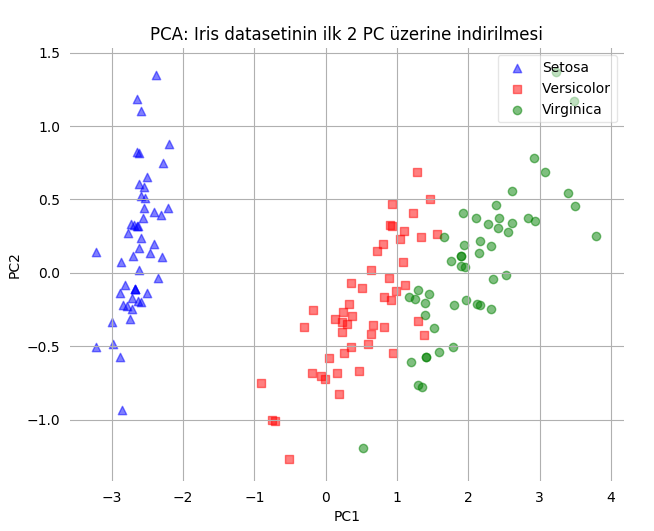 PCA: Iris datasetinin ilk 2 PC üzerine indirilmesi
1.5
1.0
0.5
0.0
−0.5
−1.0
PC2
Setosa
Versicolor
Virginica
−3
−2
−1
0
1
2
3
4
PC1